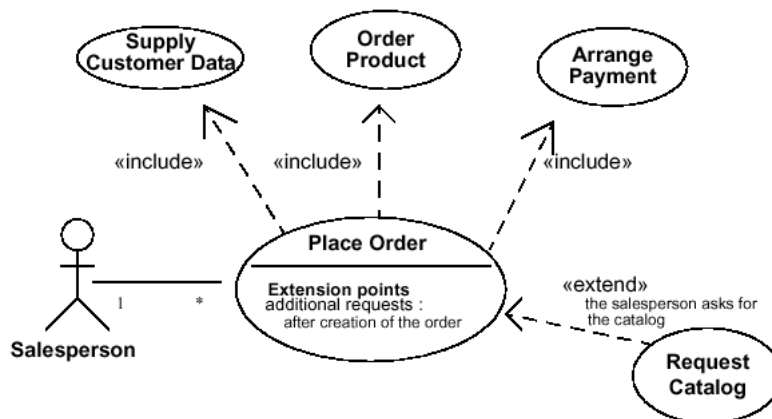 Supply
Customer Data
Order
Product
Arrange
Payment
«include»
«include»
«include»
Place Order
Extension points
additional requests :
after creation of the order
1
*
Salesperson
«extend»
the salesperson asks for
the catalog
Request
Catalog